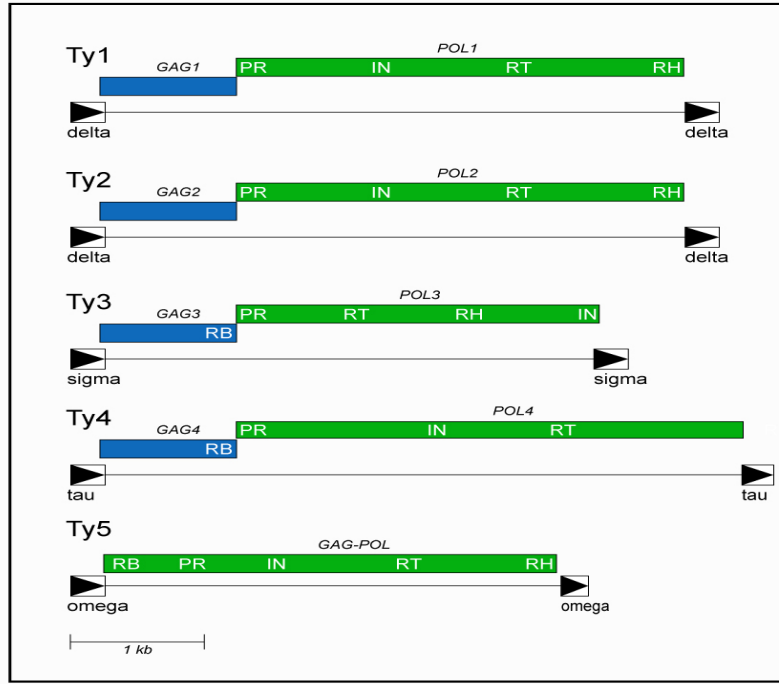 Ty1 GAG1 POL1
PR IN RT RH
delta delta
Ty2 GAG2 POL2
PR IN RT RH
delta delta
Ty3 GAG3 POL3
RB PR RT RH IN
sigma sigma
Ty4 GAG4 POL4
RB PR IN RT
tau tau
Ty5 GAG-POL
RB PR IN RT RH
omega omega
1 kb